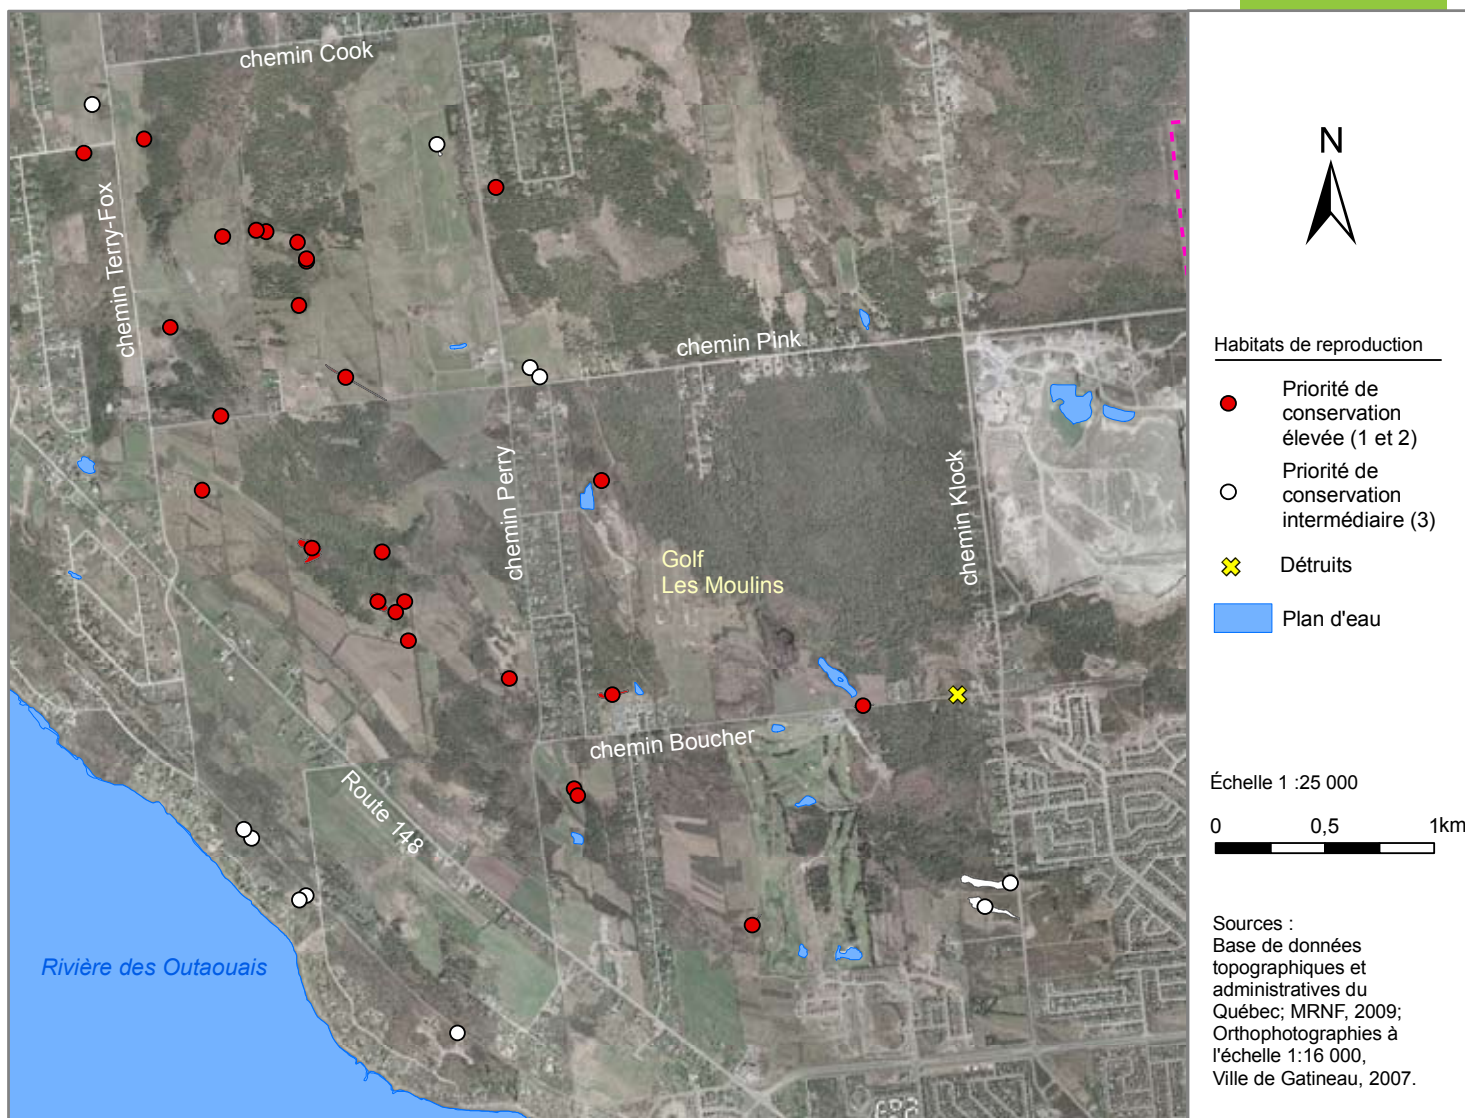 chemin Cook
chemin Terry-Fox
chemin Pink
chemin Perry
chemin Klock
Golf
Les Moulins
chemin Boucher
Route 148
Rivière des Outaouais
N
Habitats de reproduction
Priorité de
conservation
élevée (1 et 2)
Priorité de
conservation
intermédiaire (3)
Détruits
Plan d'eau
Échelle 1 :25 000
0 0,5 1km
Sources :
Base de données
topographiques et
administratives du
Québec; MRNF, 2009;
Orthophotographies à
l'échelle 1:16 000,
Ville de Gatineau, 2007.